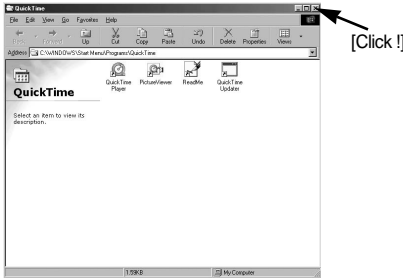 QuickTime
File Edit View Go Favorites Help
Back Forward Up Cut Copy Paste Undo Delete Properties Views
Address C:\WINDOWS\Start Menu\Programs\QuickTime
[Click !]
QuickTime
Select an item to view its
description.
QuickTime Player
PictureViewer
ReadMe
QuickTime Updater
1.59KB My Computer